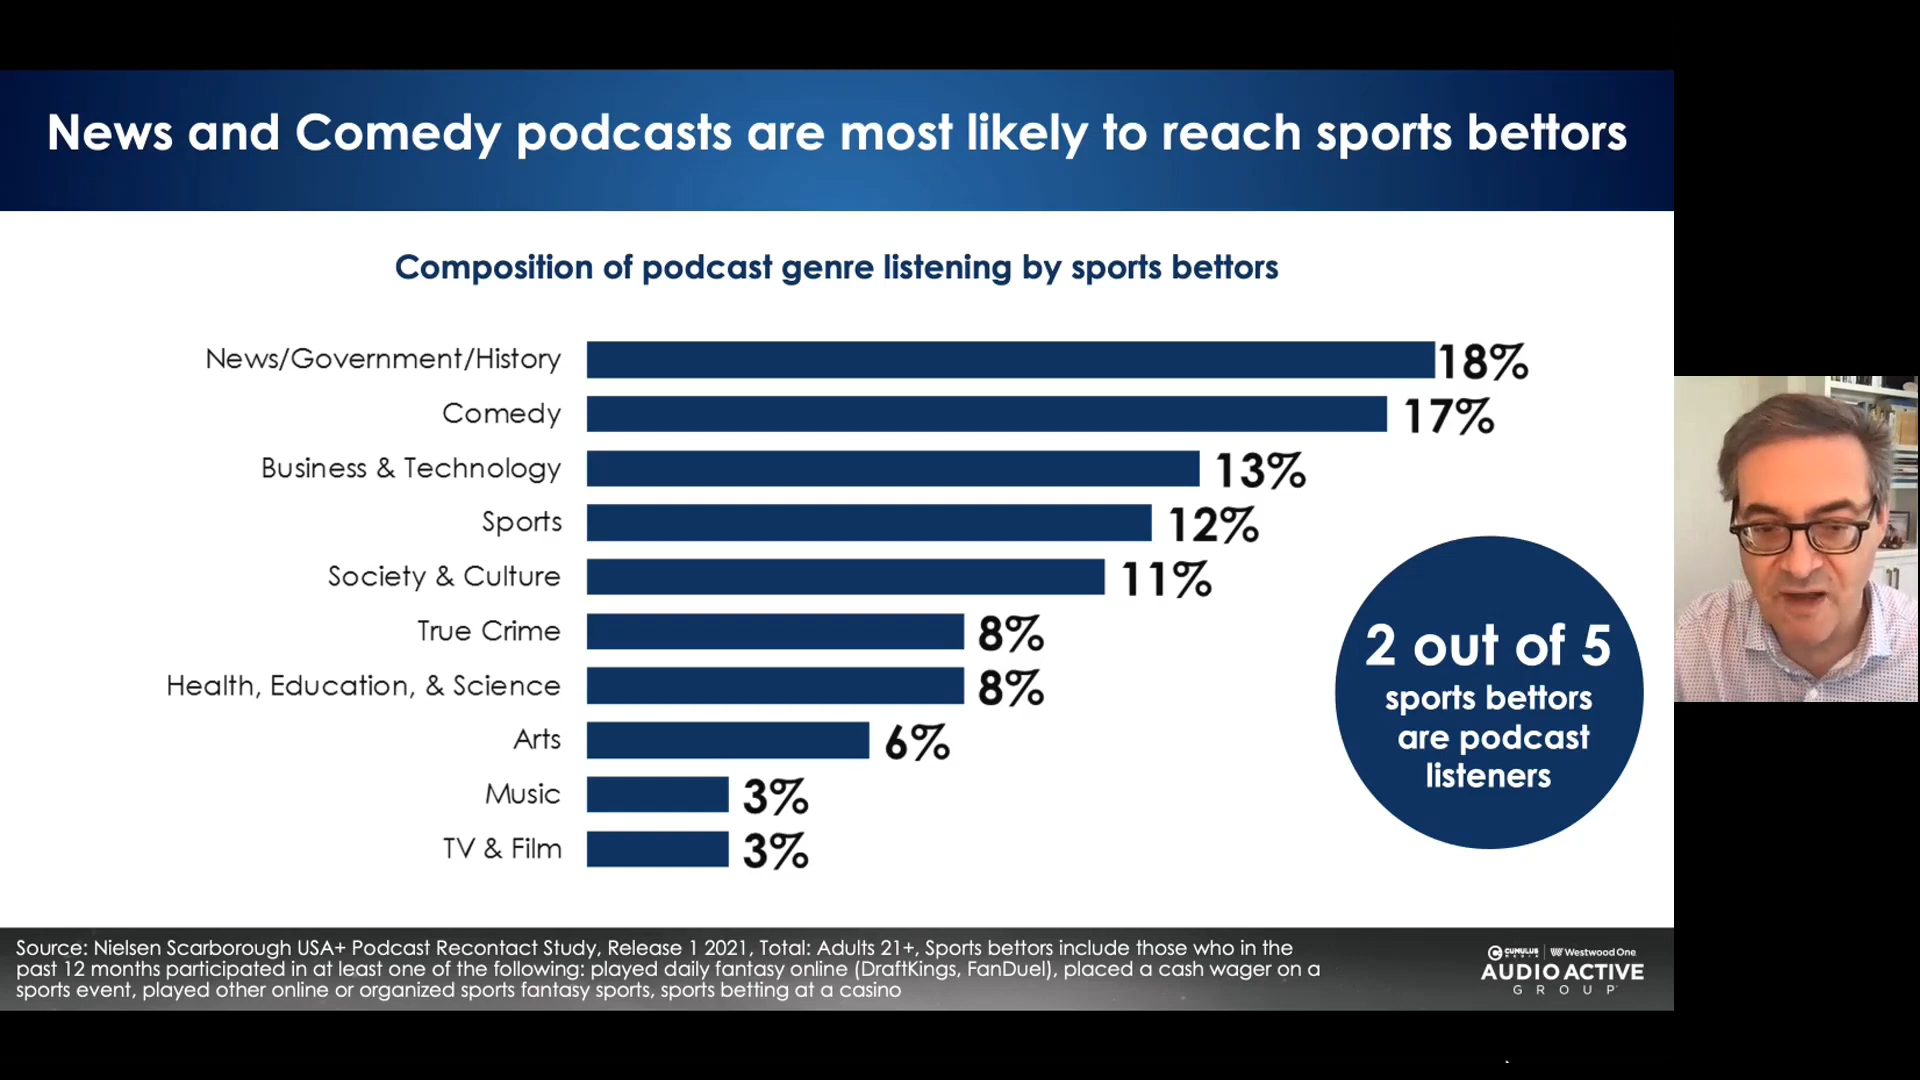 News and Comedy podcasts are most likely to reach sports bettors
Composition of podcast genre listening by sports bettors
News/Government/History 18%
Comedy 17%
Business & Technology 13%
Sports 12%
Society & Culture 11%
True Crime 8%
Health, Education, & Science 8%
Arts 6%
Music 3%
TV & Film 3%
2 out of 5
sports bettors
are podcast
listeners
Source: Nielsen Scarborough USA+ Podcast Recontact Study, Release 1 2021, Total: Adults 21+, Sports bettors include those who in the
past 12 months participated in at least one of the following: played daily fantasy online (DraftKings, FanDuel), placed a cash wager on a
sports event, played other online or organized sports fantasy sports, sports betting at a casino
CUMULUS MEDIA | Westwood One
AUDIO ACTIVE
GROUP